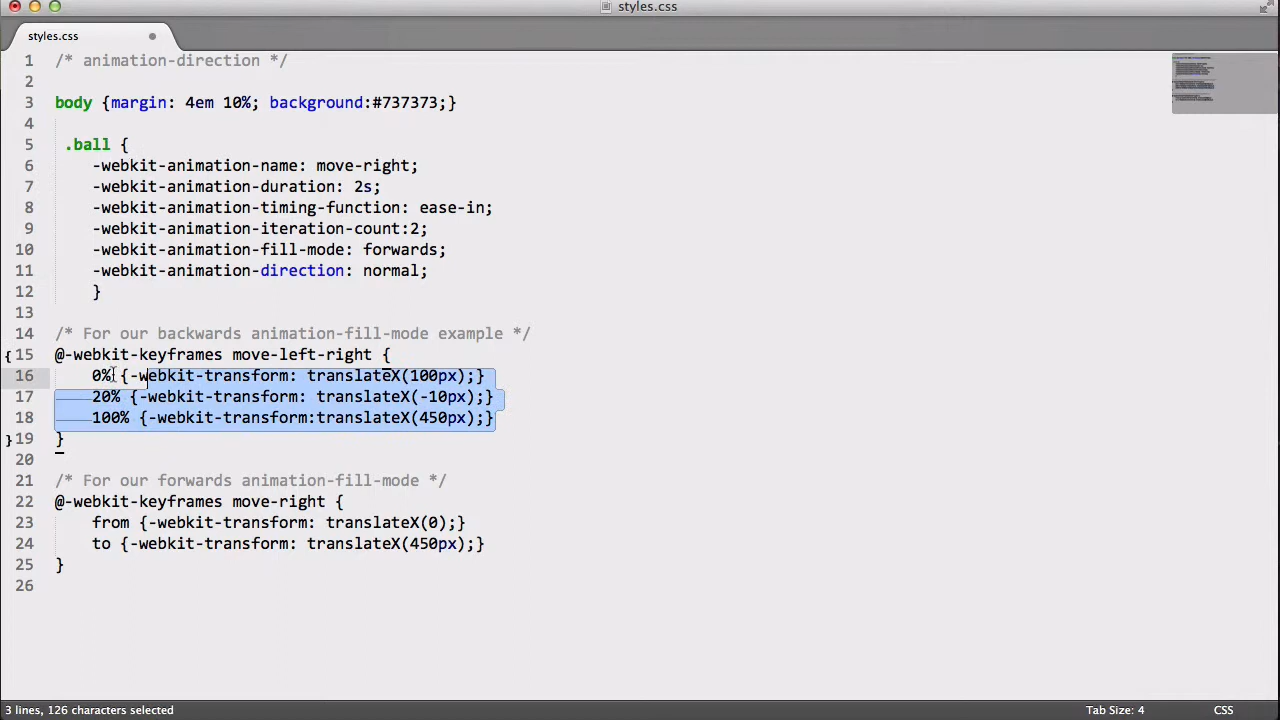 styles.css
styles.css
1 /* animation-direction */
2
3 body {margin: 4em 10%; background:#737373;}
4
5 .ball {
6 -webkit-animation-name: move-right;
7 -webkit-animation-duration: 2s;
8 -webkit-animation-timing-function: ease-in;
9 -webkit-animation-iteration-count:2;
10 -webkit-animation-fill-mode: forwards;
11 -webkit-animation-direction: normal;
12 }
13
14 /* For our backwards animation-fill-mode example */
{15 @-webkit-keyframes move-left-right {
16 0% {-webkit-transform: translateX(100px);}
17 20% {-webkit-transform: translateX(-10px);}
18 100% {-webkit-transform:translateX(450px);}
}19 }
20
21 /* For our forwards animation-fill-mode */
22 @-webkit-keyframes move-right {
23 from {-webkit-transform: translateX(0);}
24 to {-webkit-transform: translateX(450px);}
25 }
26
3 lines, 126 characters selected Tab Size: 4 CSS